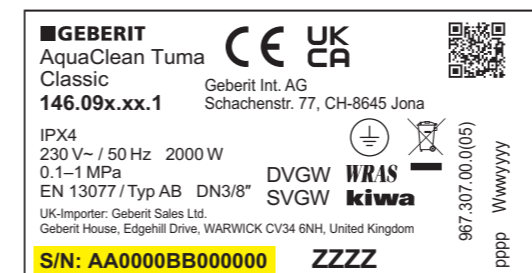 GEBERIT
AquaClean Tuma
Classic
146.09x.xx.1
CE UK CA
Geberit Int. AG
Schachenstr. 77, CH-8645 Jona
IPX4
230 V~ / 50 Hz 2000 W
0.1–1 MPa
EN 13077 / Typ AB DN3/8″
DVGW WRAS
SVGW kiwa
UK-Importer: Geberit Sales Ltd.
Geberit House, Edgehill Drive, WARWICK CV34 6NH, United Kingdom
S/N: AA0000BB000000 ZZZZ
967.307.00.0(05)
pppp Wwwyyyy